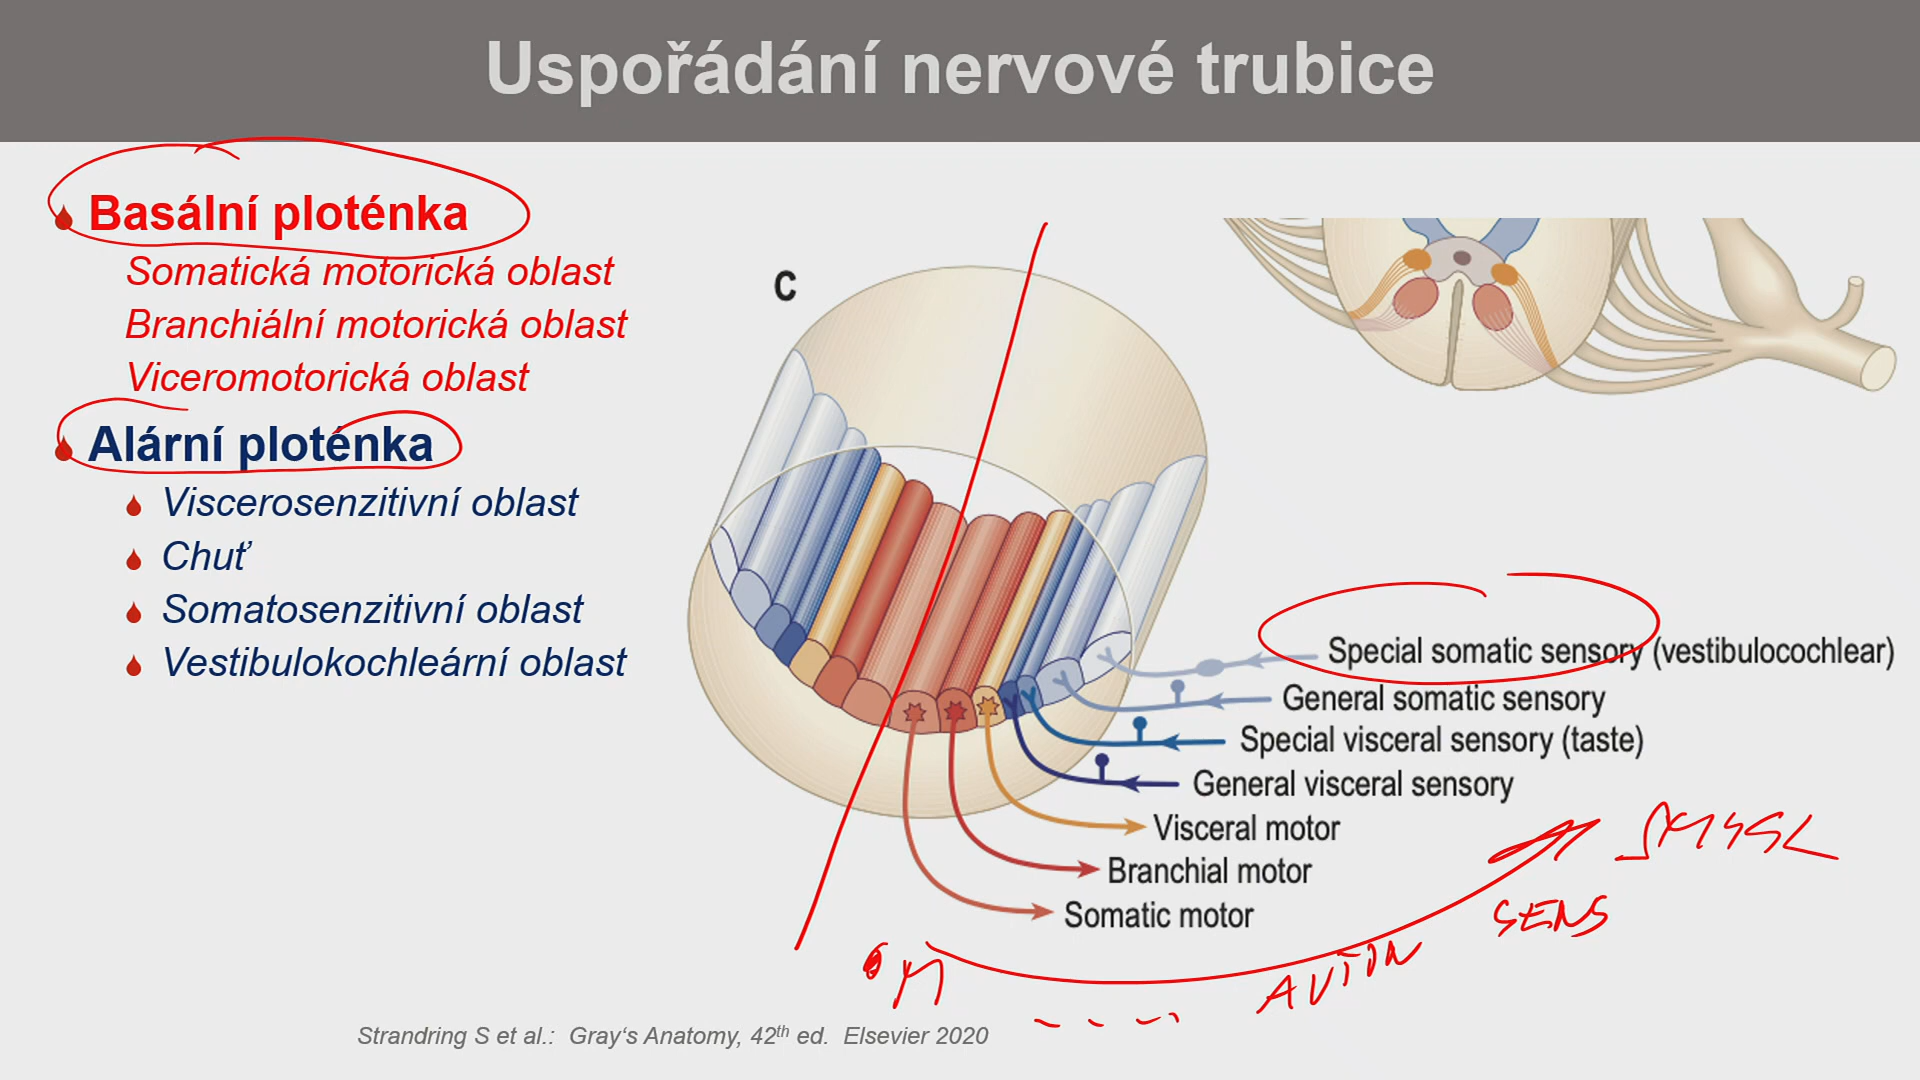 Uspořádání nervové trubice
Basální ploténka
Somatická motorická oblast
Branchiální motorická oblast
Viceromotorická oblast
Alární ploténka
Viscerosenzitivní oblast
Chuť
Somatosenzitivní oblast
Vestibulokochleární oblast
C
Special somatic sensory (vestibulocochlear)
General somatic sensory
Special visceral sensory (taste)
General visceral sensory
Visceral motor
Branchial motor
Somatic motor
SMYSL
SENS
AUTON
M
Strandring S et al.: Gray‘s Anatomy, 42th ed. Elsevier 2020